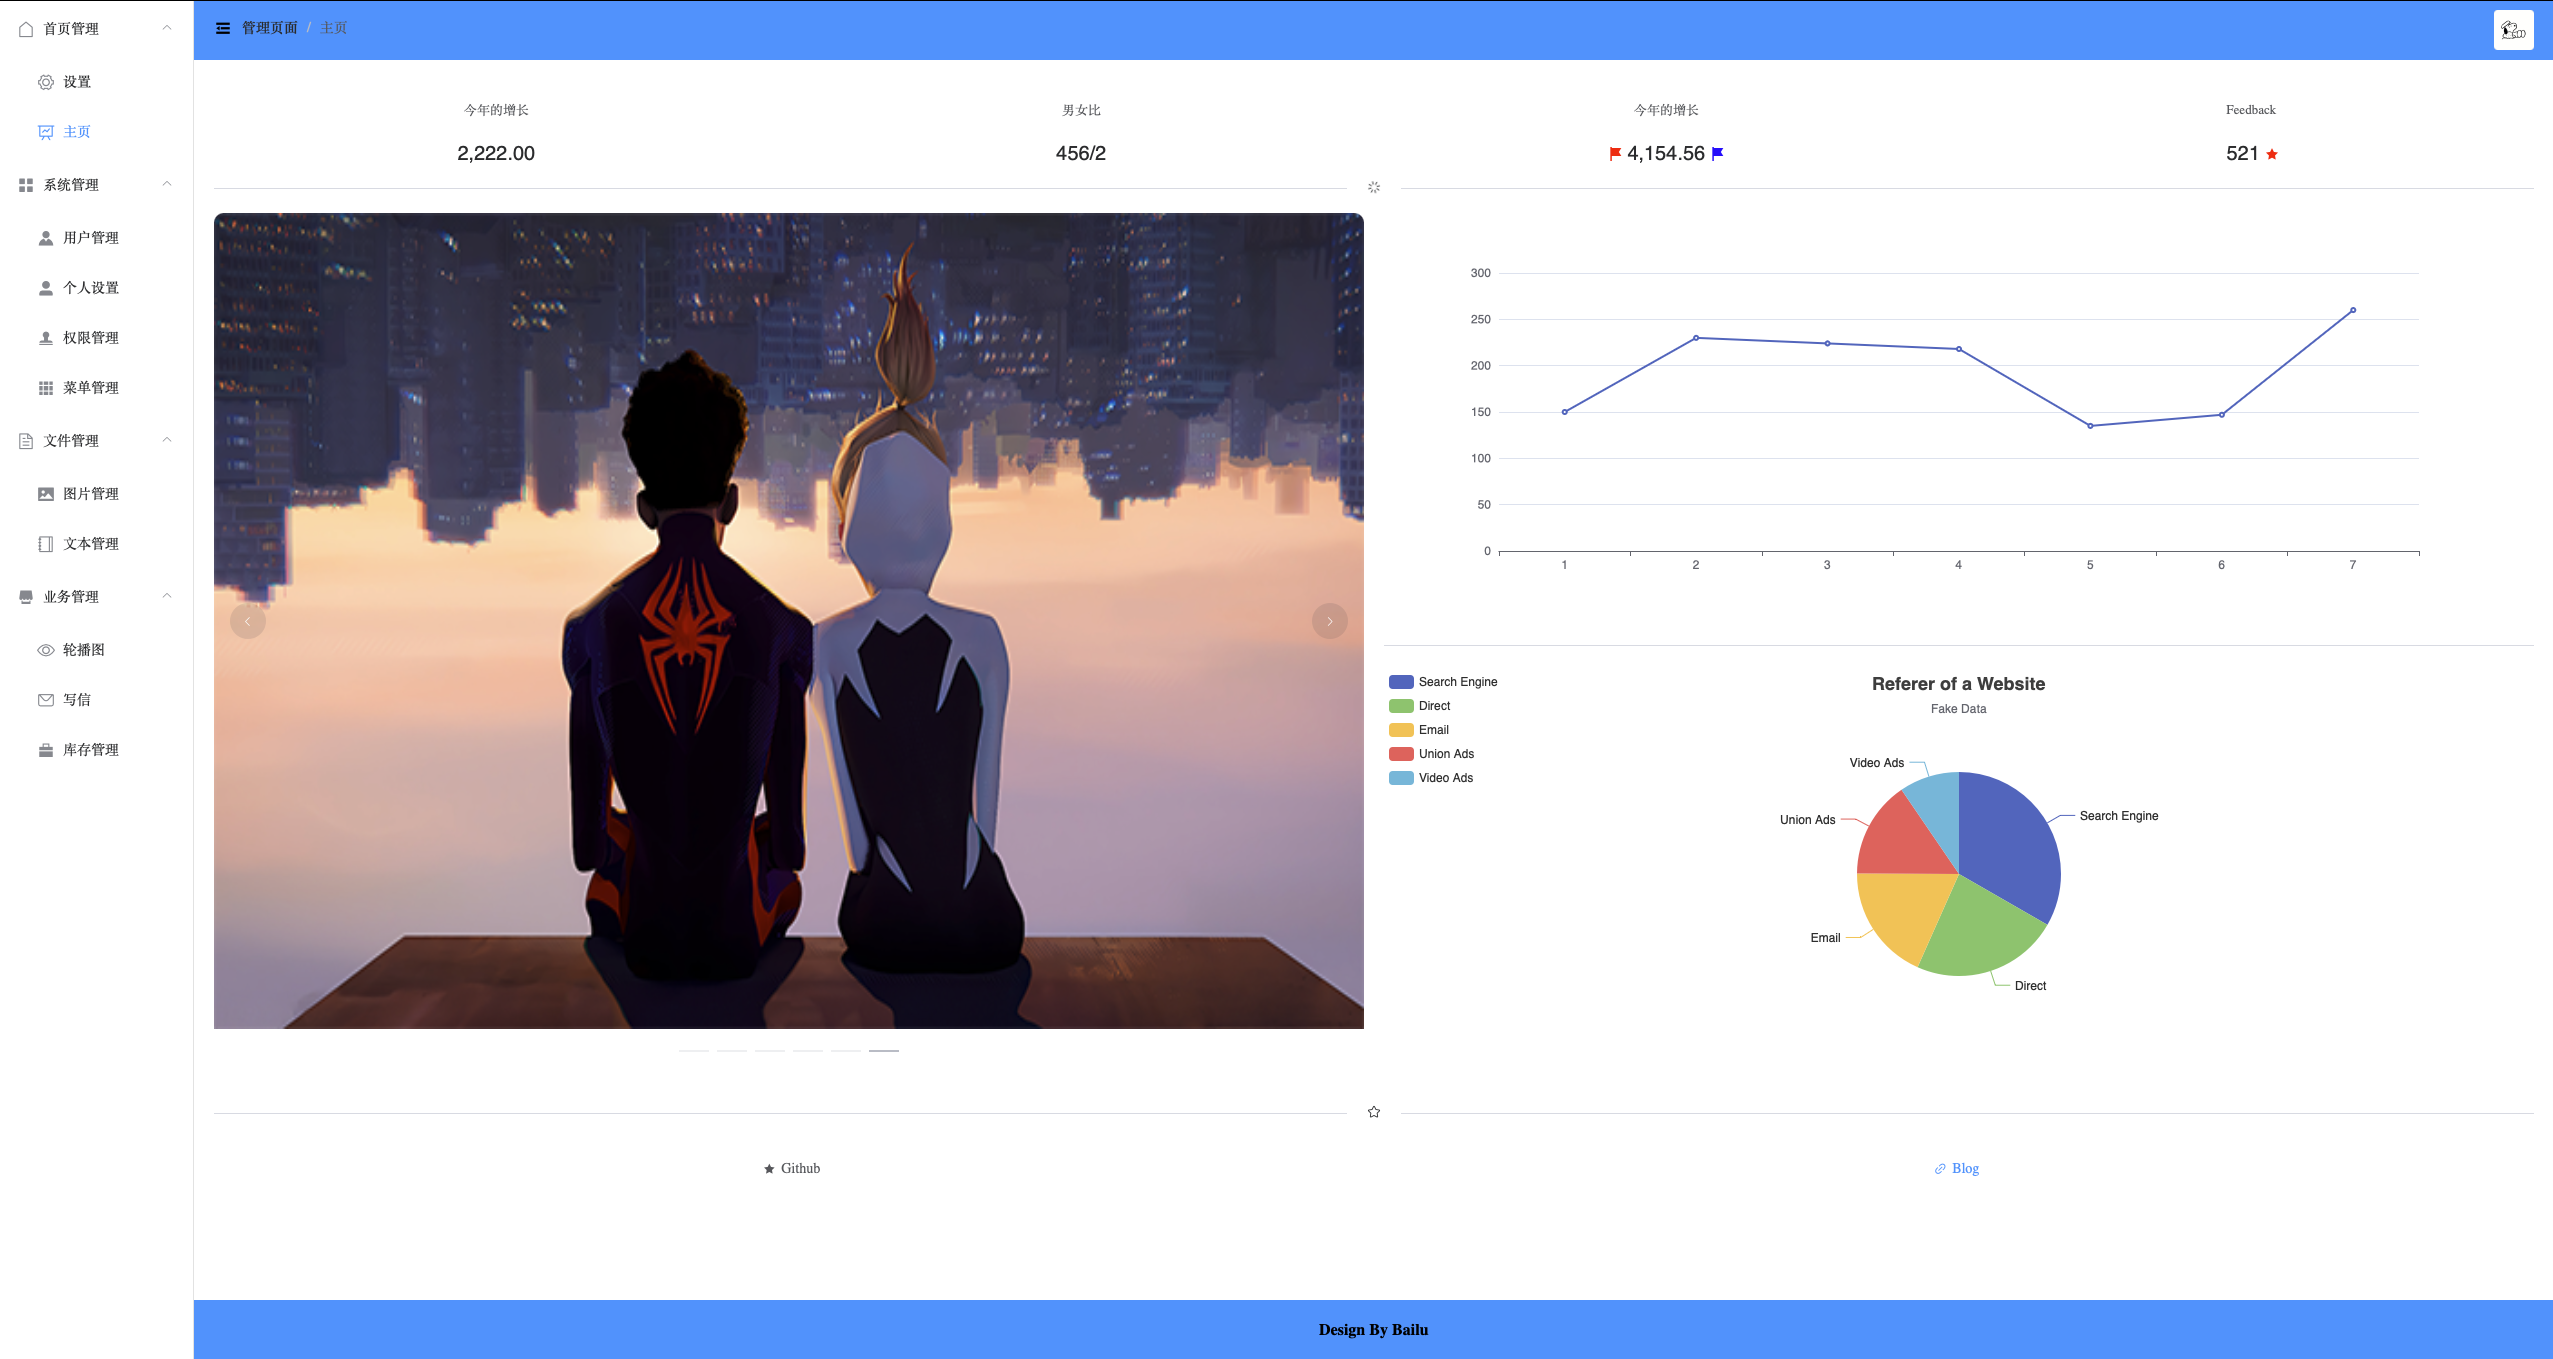 首页管理
设置
主页
系统管理
用户管理
个人设置
权限管理
菜单管理
文件管理
图片管理
文本管理
业务管理
轮播图
写信
库存管理
管理页面 / 主页
今年的增长
2,222.00
男女比
456/2
今年的增长
4,154.56
Feedback
521
300
250
200
150
100
50
0
1 2 3 4 5 6 7
Search Engine
Direct
Email
Union Ads
Video Ads
Referer of a Website
Fake Data
Video Ads
Search Engine
Union Ads
Email
Direct
Github
Blog
Design By Bailu